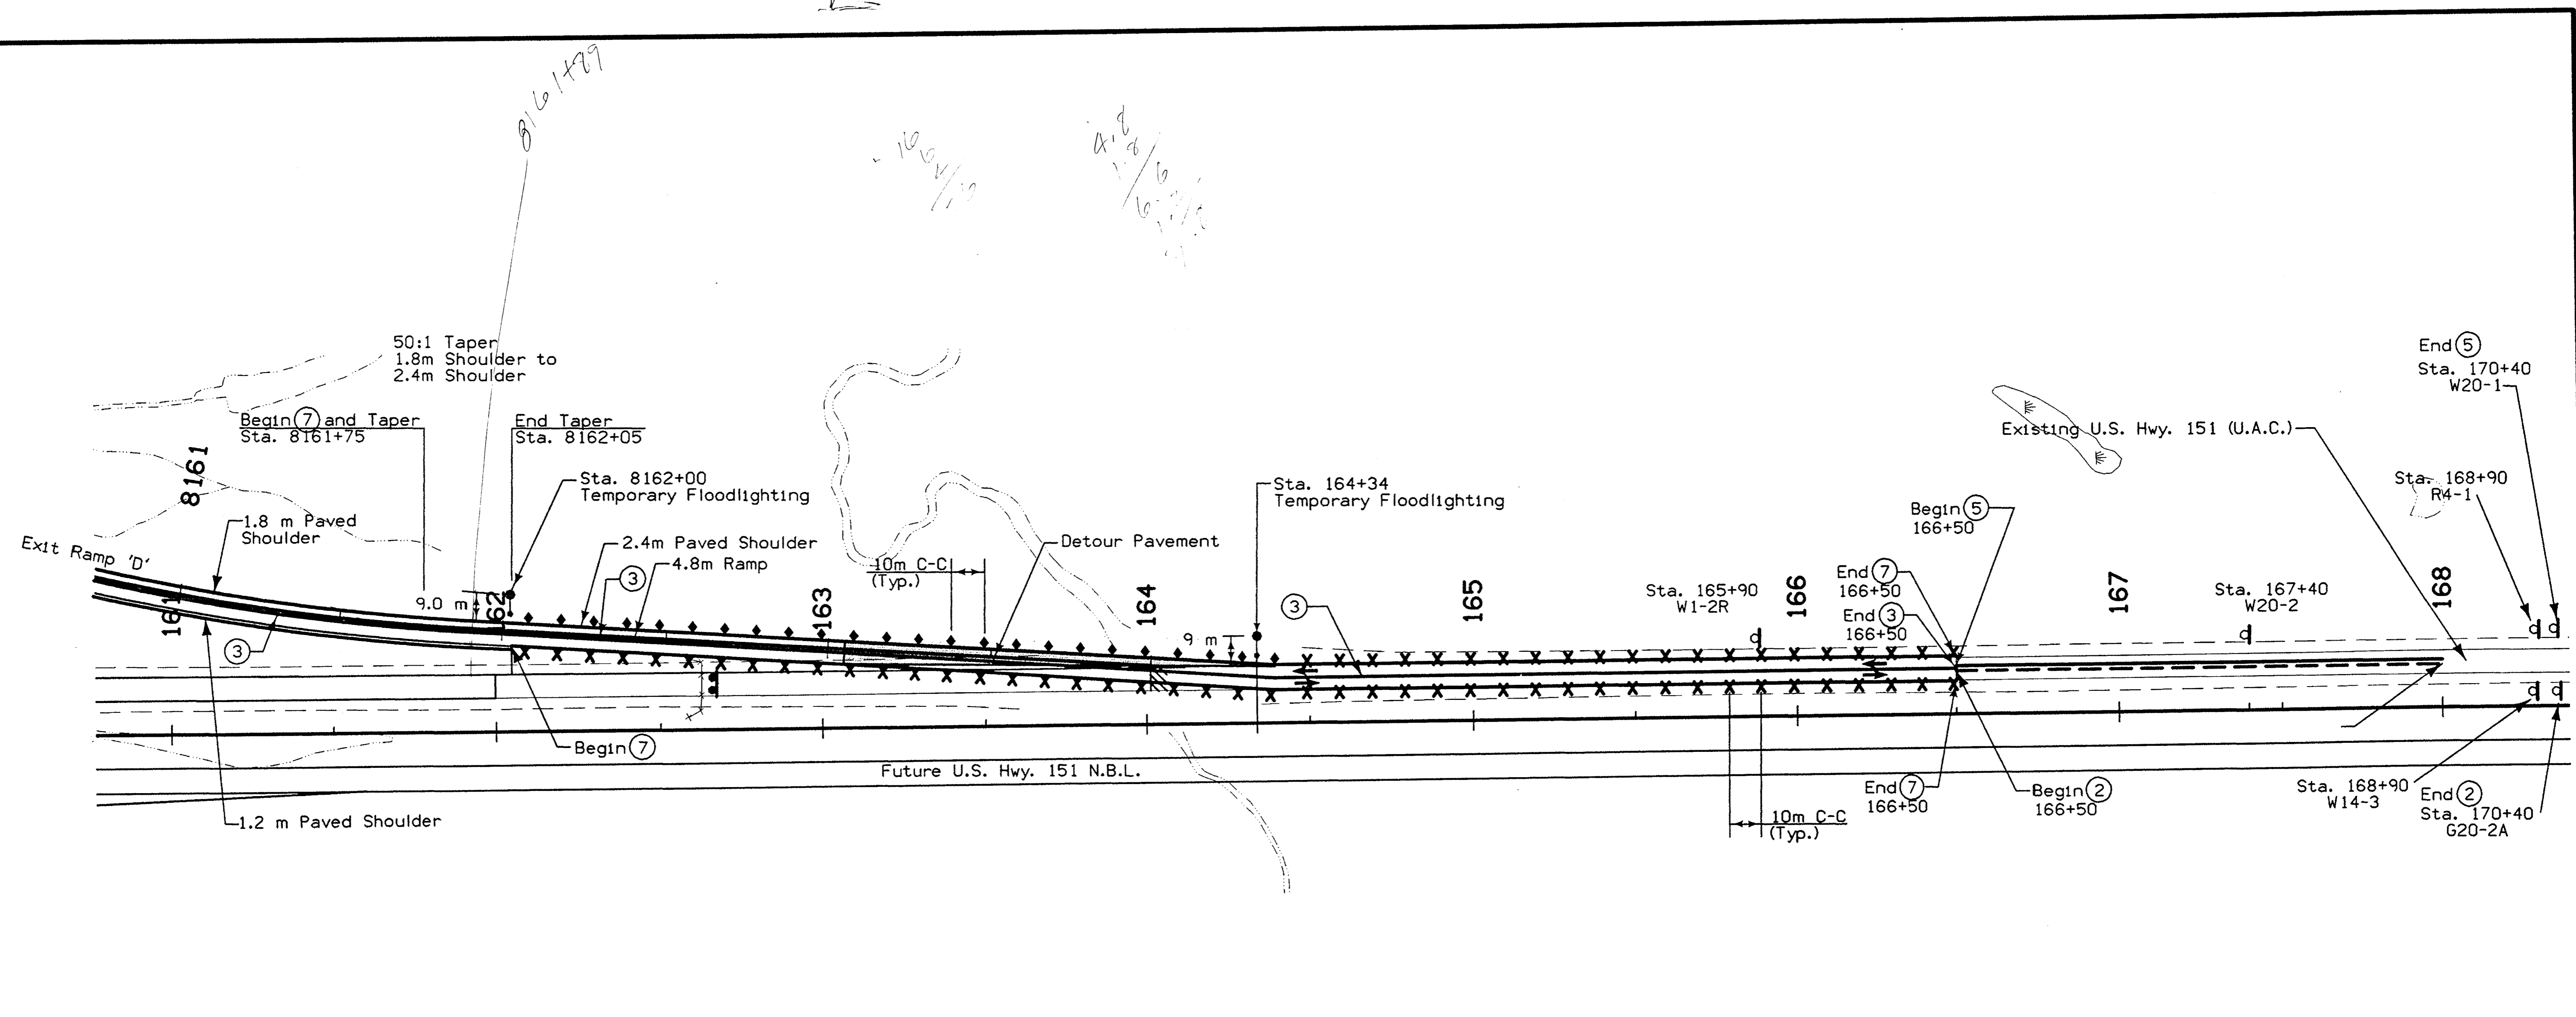 8161+89
50:1 Taper
1.8m Shoulder to
2.4m Shoulder
Begin 7 and Taper
Sta. 8161+75
End Taper
Sta. 8162+05
8161
Sta. 8162+00
Temporary Floodlighting
1.8 m Paved
Shoulder
Exit Ramp 'D'
2.4m Paved Shoulder
3
4.8m Ramp
9.0 m
10m C-C
(Typ.)
Detour Pavement
Sta. 164+34
Temporary Floodlighting
9 m
161
162
163
164
165
166
167
168
3
3
Begin 7
1.2 m Paved Shoulder
Future U.S. Hwy. 151 N.B.L.
Sta. 165+90
W1-2R
End 7
166+50
End 3
166+50
Begin 5
166+50
Existing U.S. Hwy. 151 (U.A.C.)
Sta. 167+40
W20-2
End 5
Sta. 170+40
W20-1
Sta. 168+90
R4-1
10m C-C
(Typ.)
End 7
166+50
Begin 2
166+50
Sta. 168+90
W14-3
End 2
Sta. 170+40
G20-2A